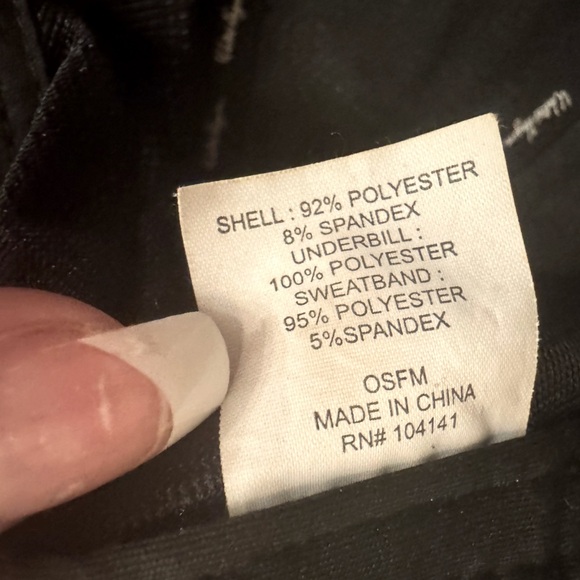 SHELL : 92% POLYESTER
8% SPANDEX
UNDERBILL :
100% POLYESTER
SWEATBAND :
95% POLYESTER
5%SPANDEX
OSFM
MADE IN CHINA
RN# 104141